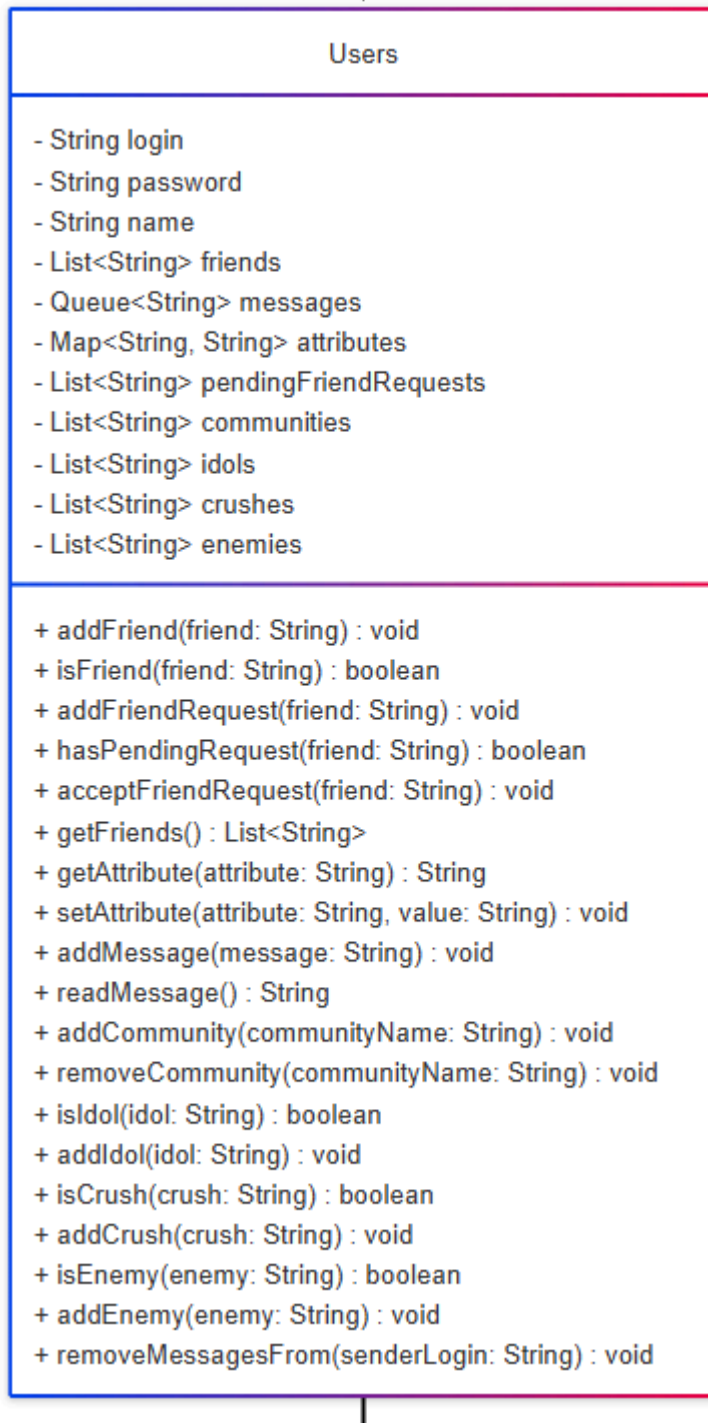 Users
- String login
- String password
- String name
- List<String> friends
- Queue<String> messages
- Map<String, String> attributes
- List<String> pendingFriendRequests
- List<String> communities
- List<String> idols
- List<String> crushes
- List<String> enemies
+ addFriend(friend: String) : void
+ isFriend(friend: String) : boolean
+ addFriendRequest(friend: String) : void
+ hasPendingRequest(friend: String) : boolean
+ acceptFriendRequest(friend: String) : void
+ getFriends() : List<String>
+ getAttribute(attribute: String) : String
+ setAttribute(attribute: String, value: String) : void
+ addMessage(message: String) : void
+ readMessage() : String
+ addCommunity(communityName: String) : void
+ removeCommunity(communityName: String) : void
+ isIdol(idol: String) : boolean
+ addIdol(idol: String) : void
+ isCrush(crush: String) : boolean
+ addCrush(crush: String) : void
+ isEnemy(enemy: String) : boolean
+ addEnemy(enemy: String) : void
+ removeMessagesFrom(senderLogin: String) : void